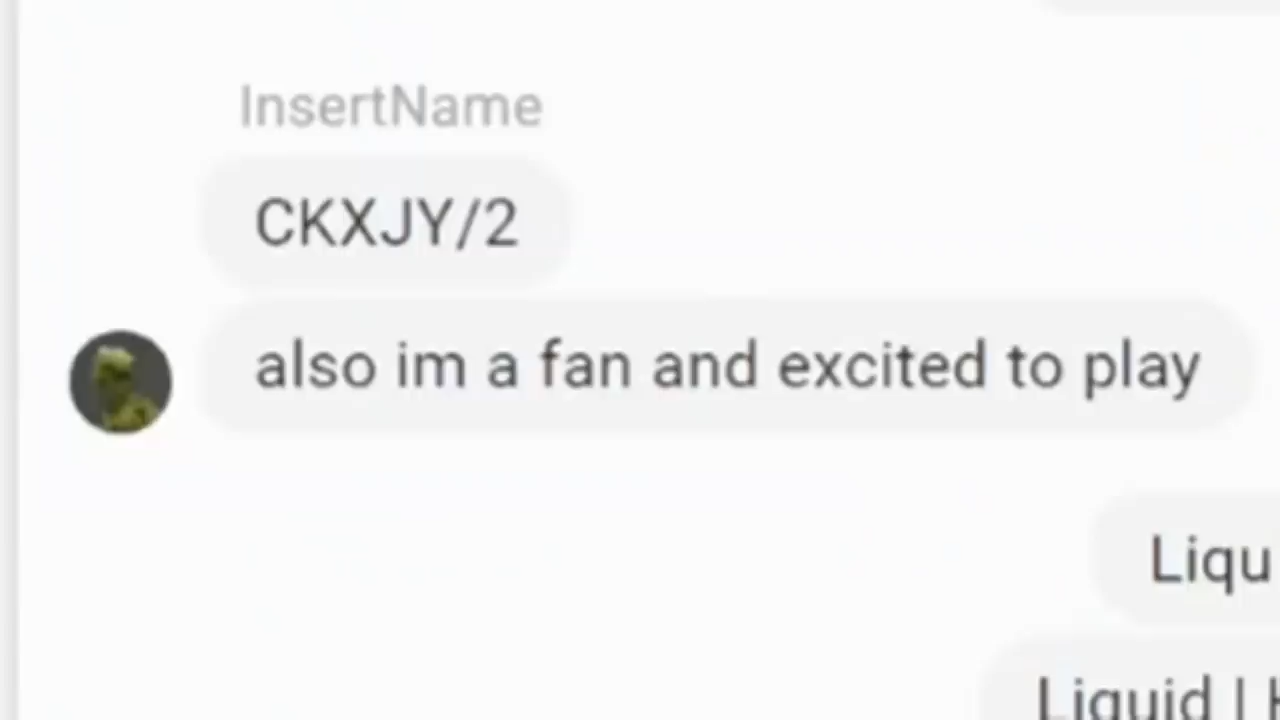 InsertName
CKXJY/2
also im a fan and excited to play
Liqu
Liquid |